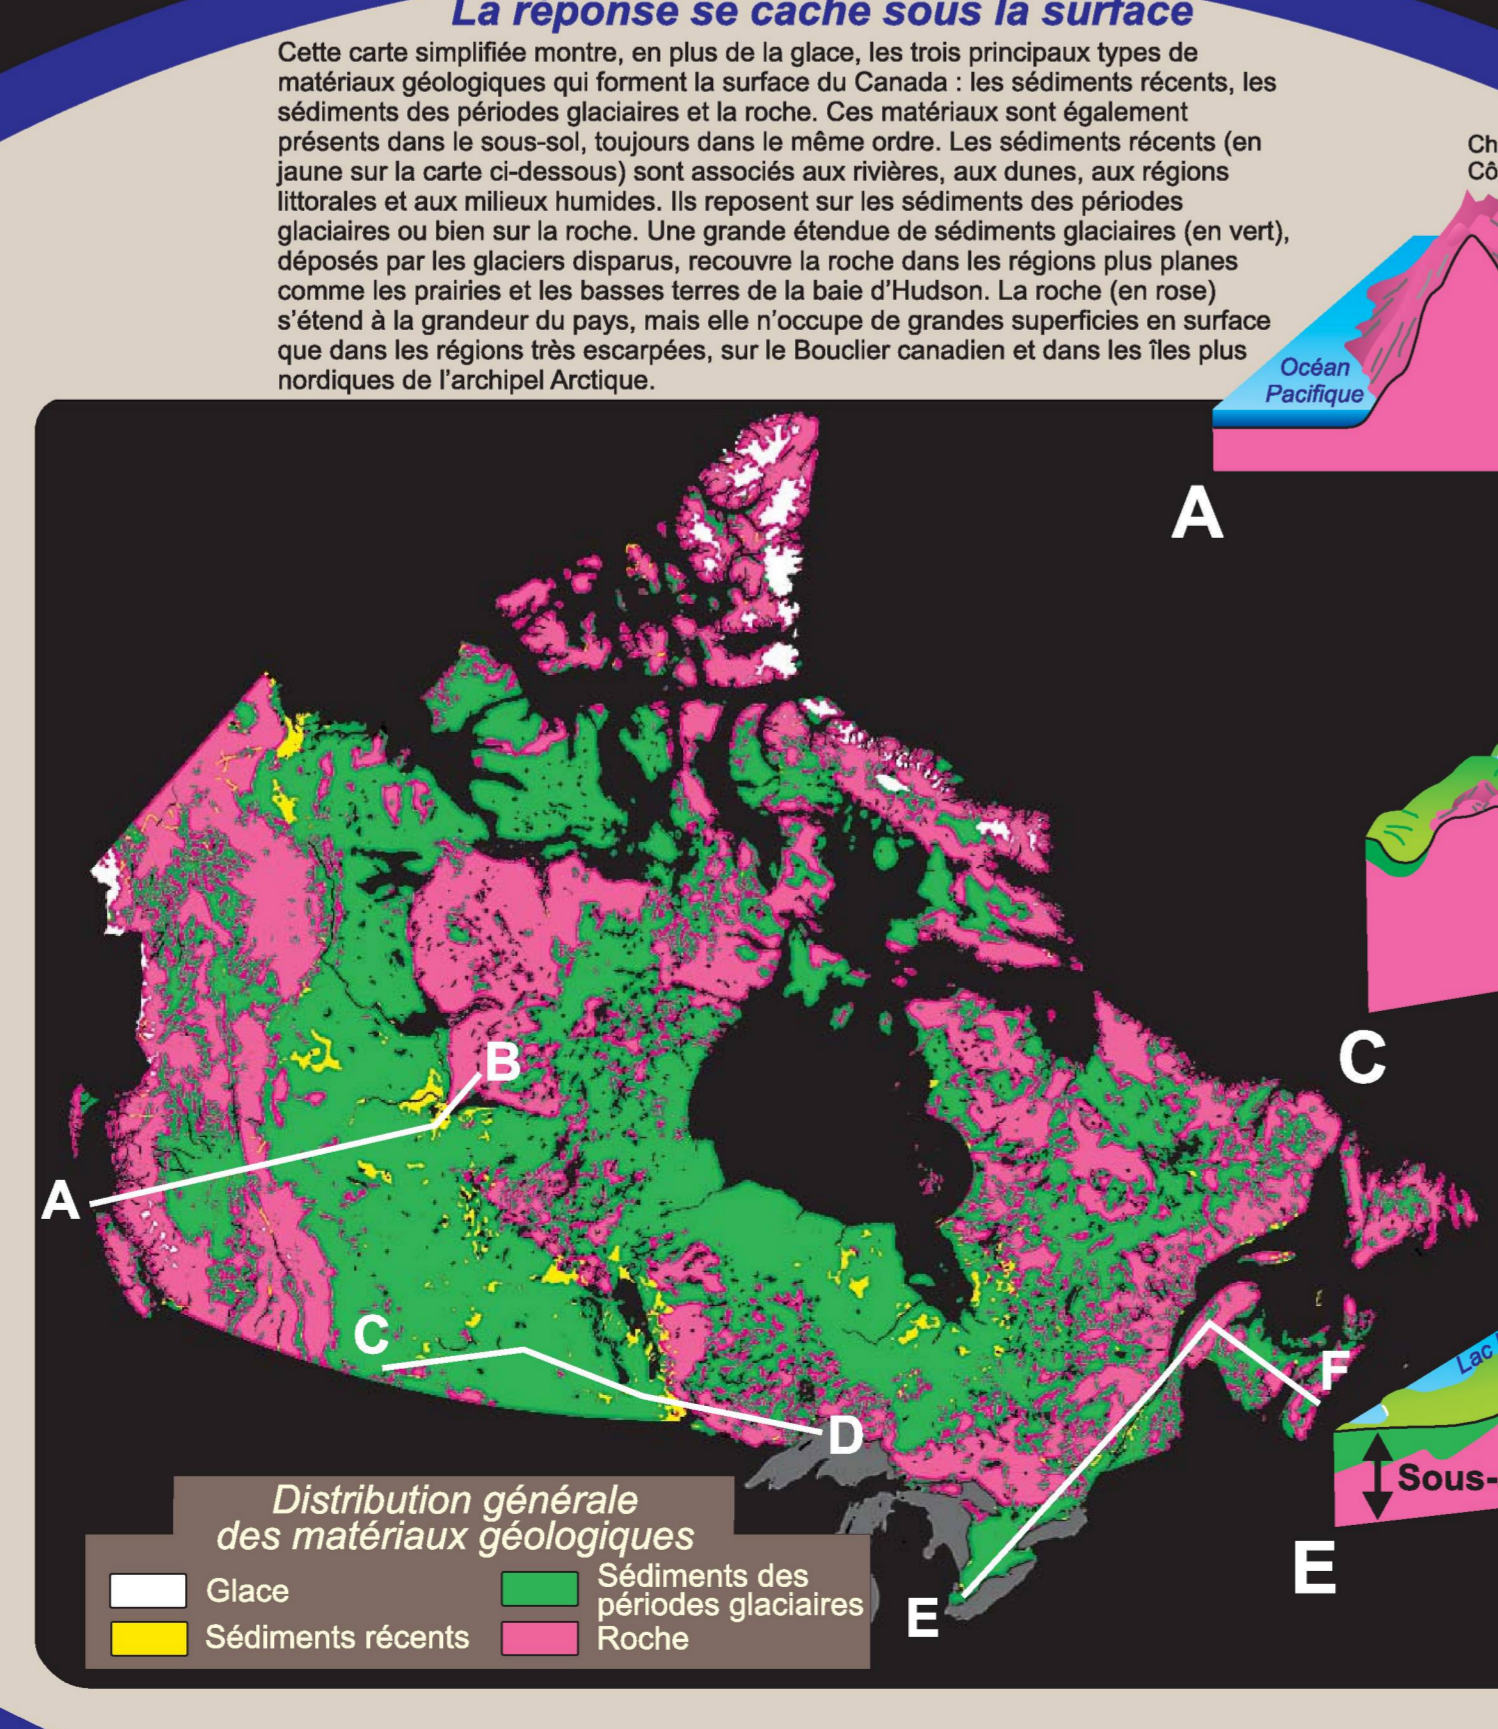 La réponse se cache sous la surface
Cette carte simplifiée montre, en plus de la glace, les trois principaux types de
matériaux géologiques qui forment la surface du Canada : les sédiments récents, les
sédiments des périodes glaciaires et la roche. Ces matériaux sont également
présents dans le sous-sol, toujours dans le même ordre. Les sédiments récents (en
jaune sur la carte ci-dessous) sont associés aux rivières, aux dunes, aux régions
littorales et aux milieux humides. Ils reposent sur les sédiments des périodes
glaciaires ou bien sur la roche. Une grande étendue de sédiments glaciaires (en vert),
déposés par les glaciers disparus, recouvre la roche dans les régions plus planes
comme les prairies et les basses terres de la baie d'Hudson. La roche (en rose)
s'étend à la grandeur du pays, mais elle n'occupe de grandes superficies en surface
que dans les régions très escarpées, sur le Bouclier canadien et dans les îles plus
nordiques de l'archipel Arctique.
Ch
Cô
Océan
Pacifique
A
B
A
C
C
D
F
E
Lac
Sous-
E
Distribution générale
des matériaux géologiques
Glace
Sédiments récents
Sédiments des
périodes glaciaires
Roche